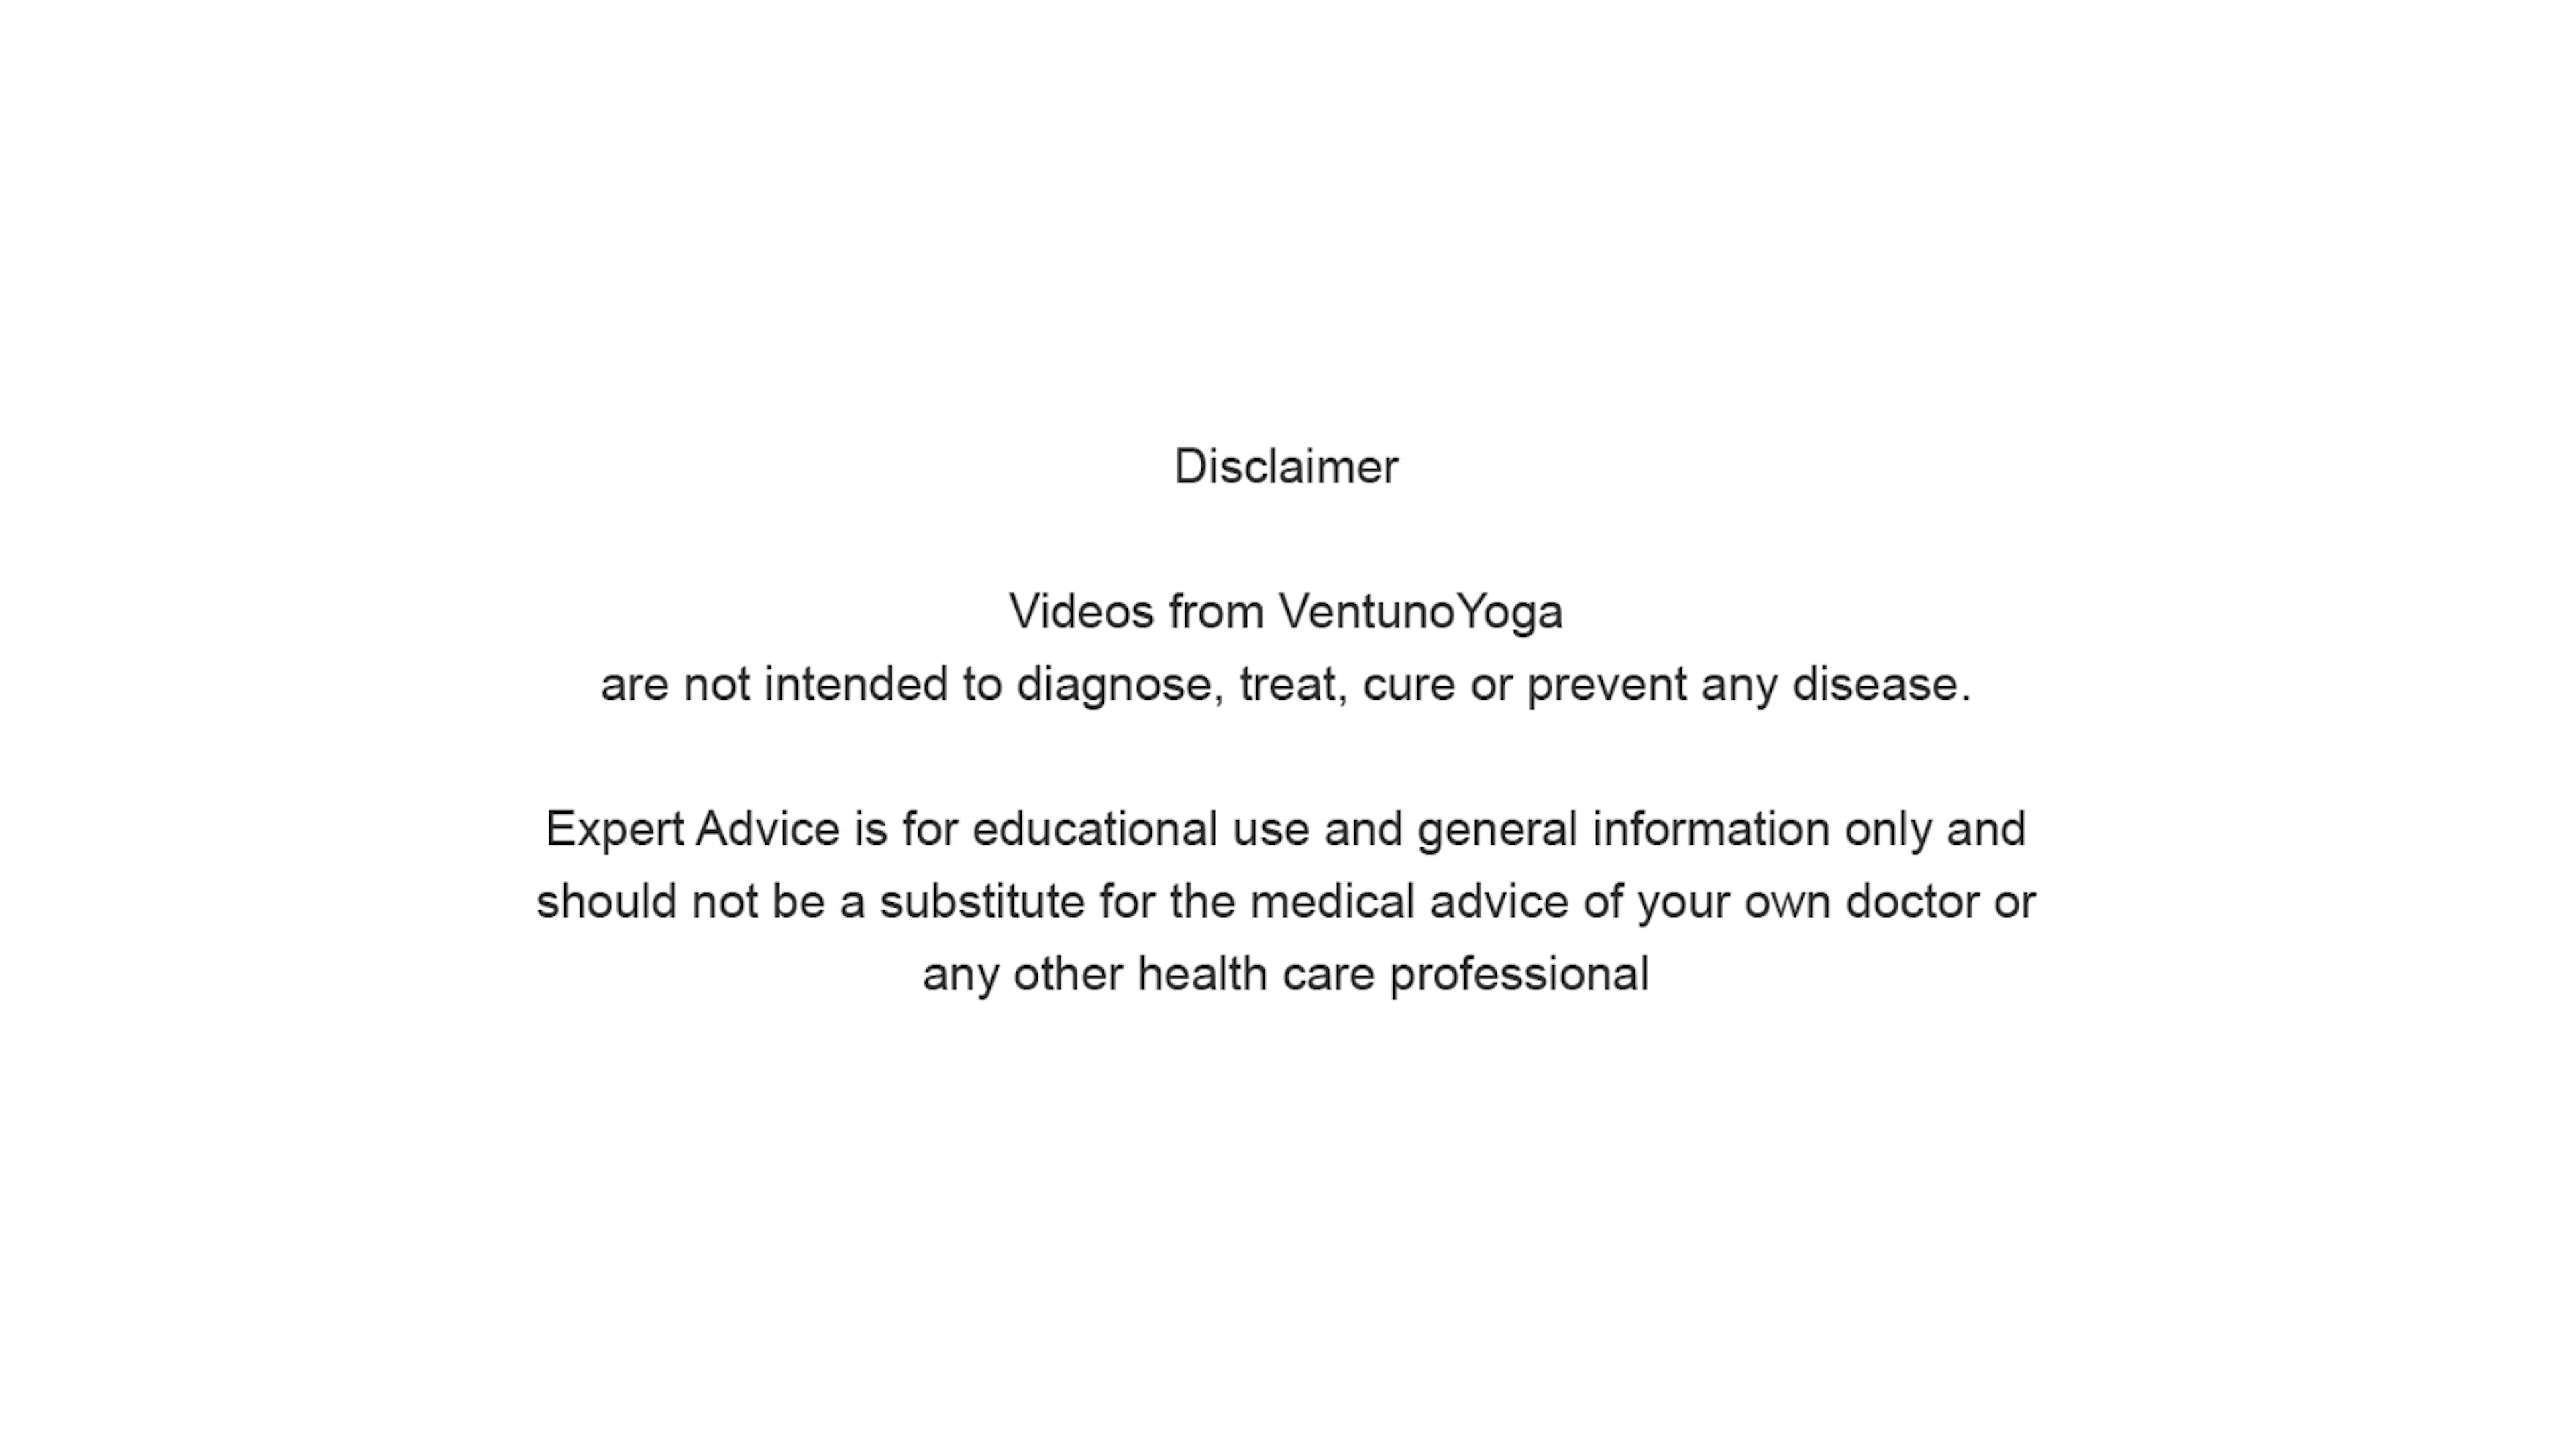 Disclaimer
Videos from VentunoYoga
are not intended to diagnose, treat, cure or prevent any disease.
Expert Advice is for educational use and general information only and
should not be a substitute for the medical advice of your own doctor or
any other health care professional